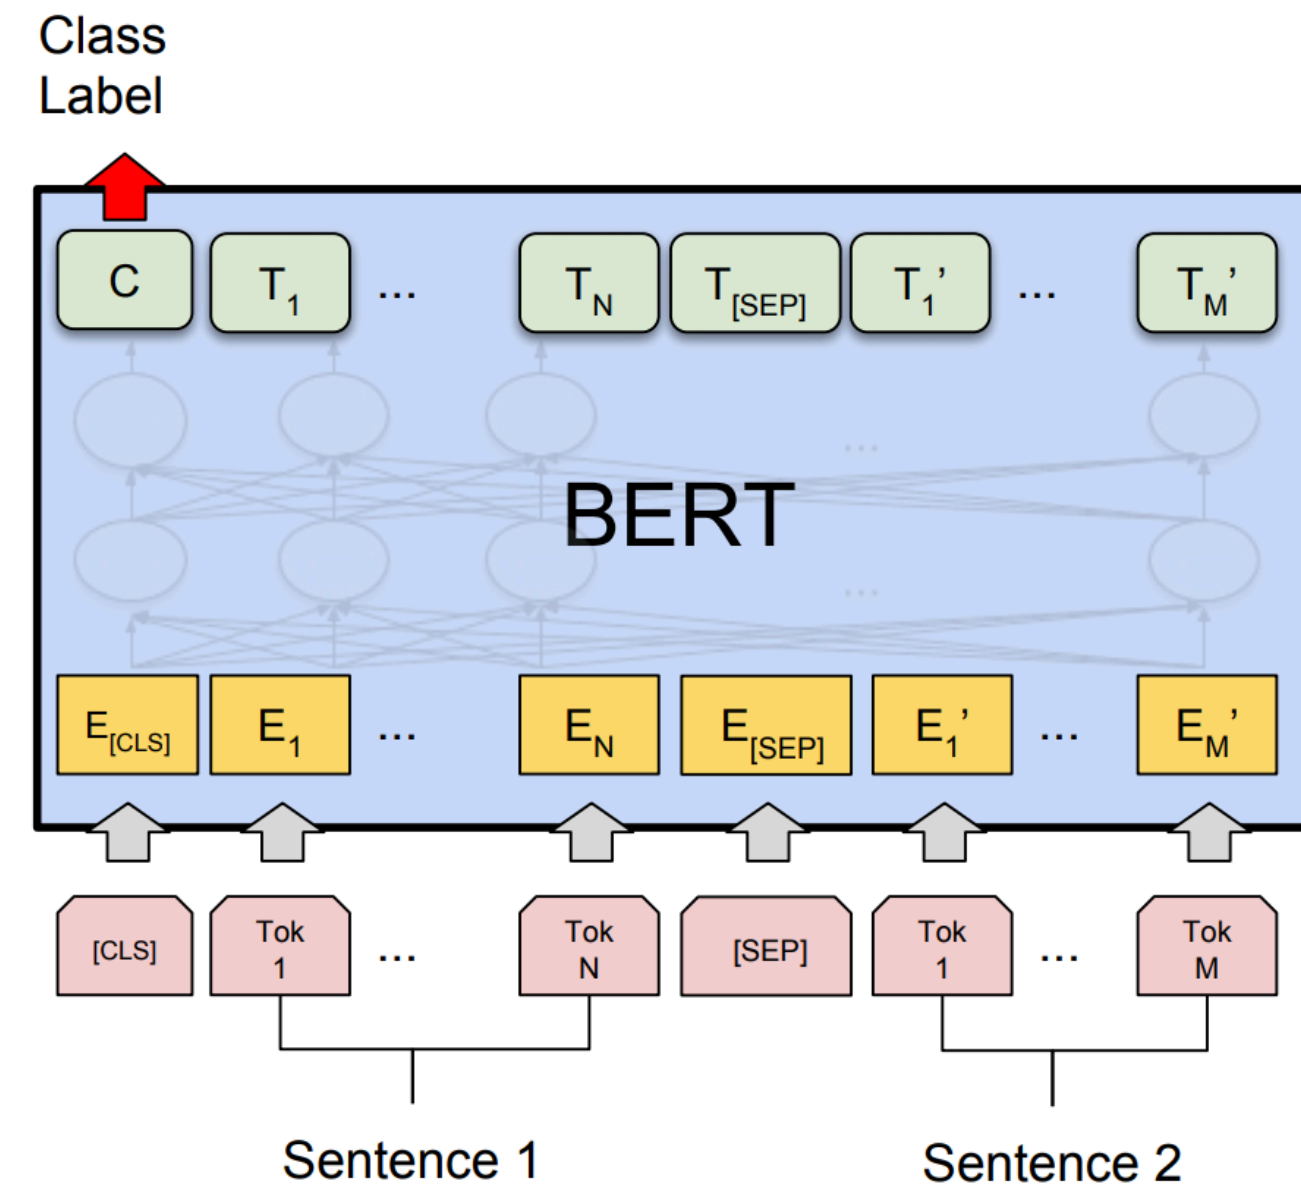 Class
Label
C T1 ... TN T[SEP] T1’ ... TM’
...
BERT
...
E[CLS] E1 ... EN E[SEP] E1’ ... EM’
[CLS] Tok 1 ... Tok N [SEP] Tok 1 ... Tok M
Sentence 1 Sentence 2